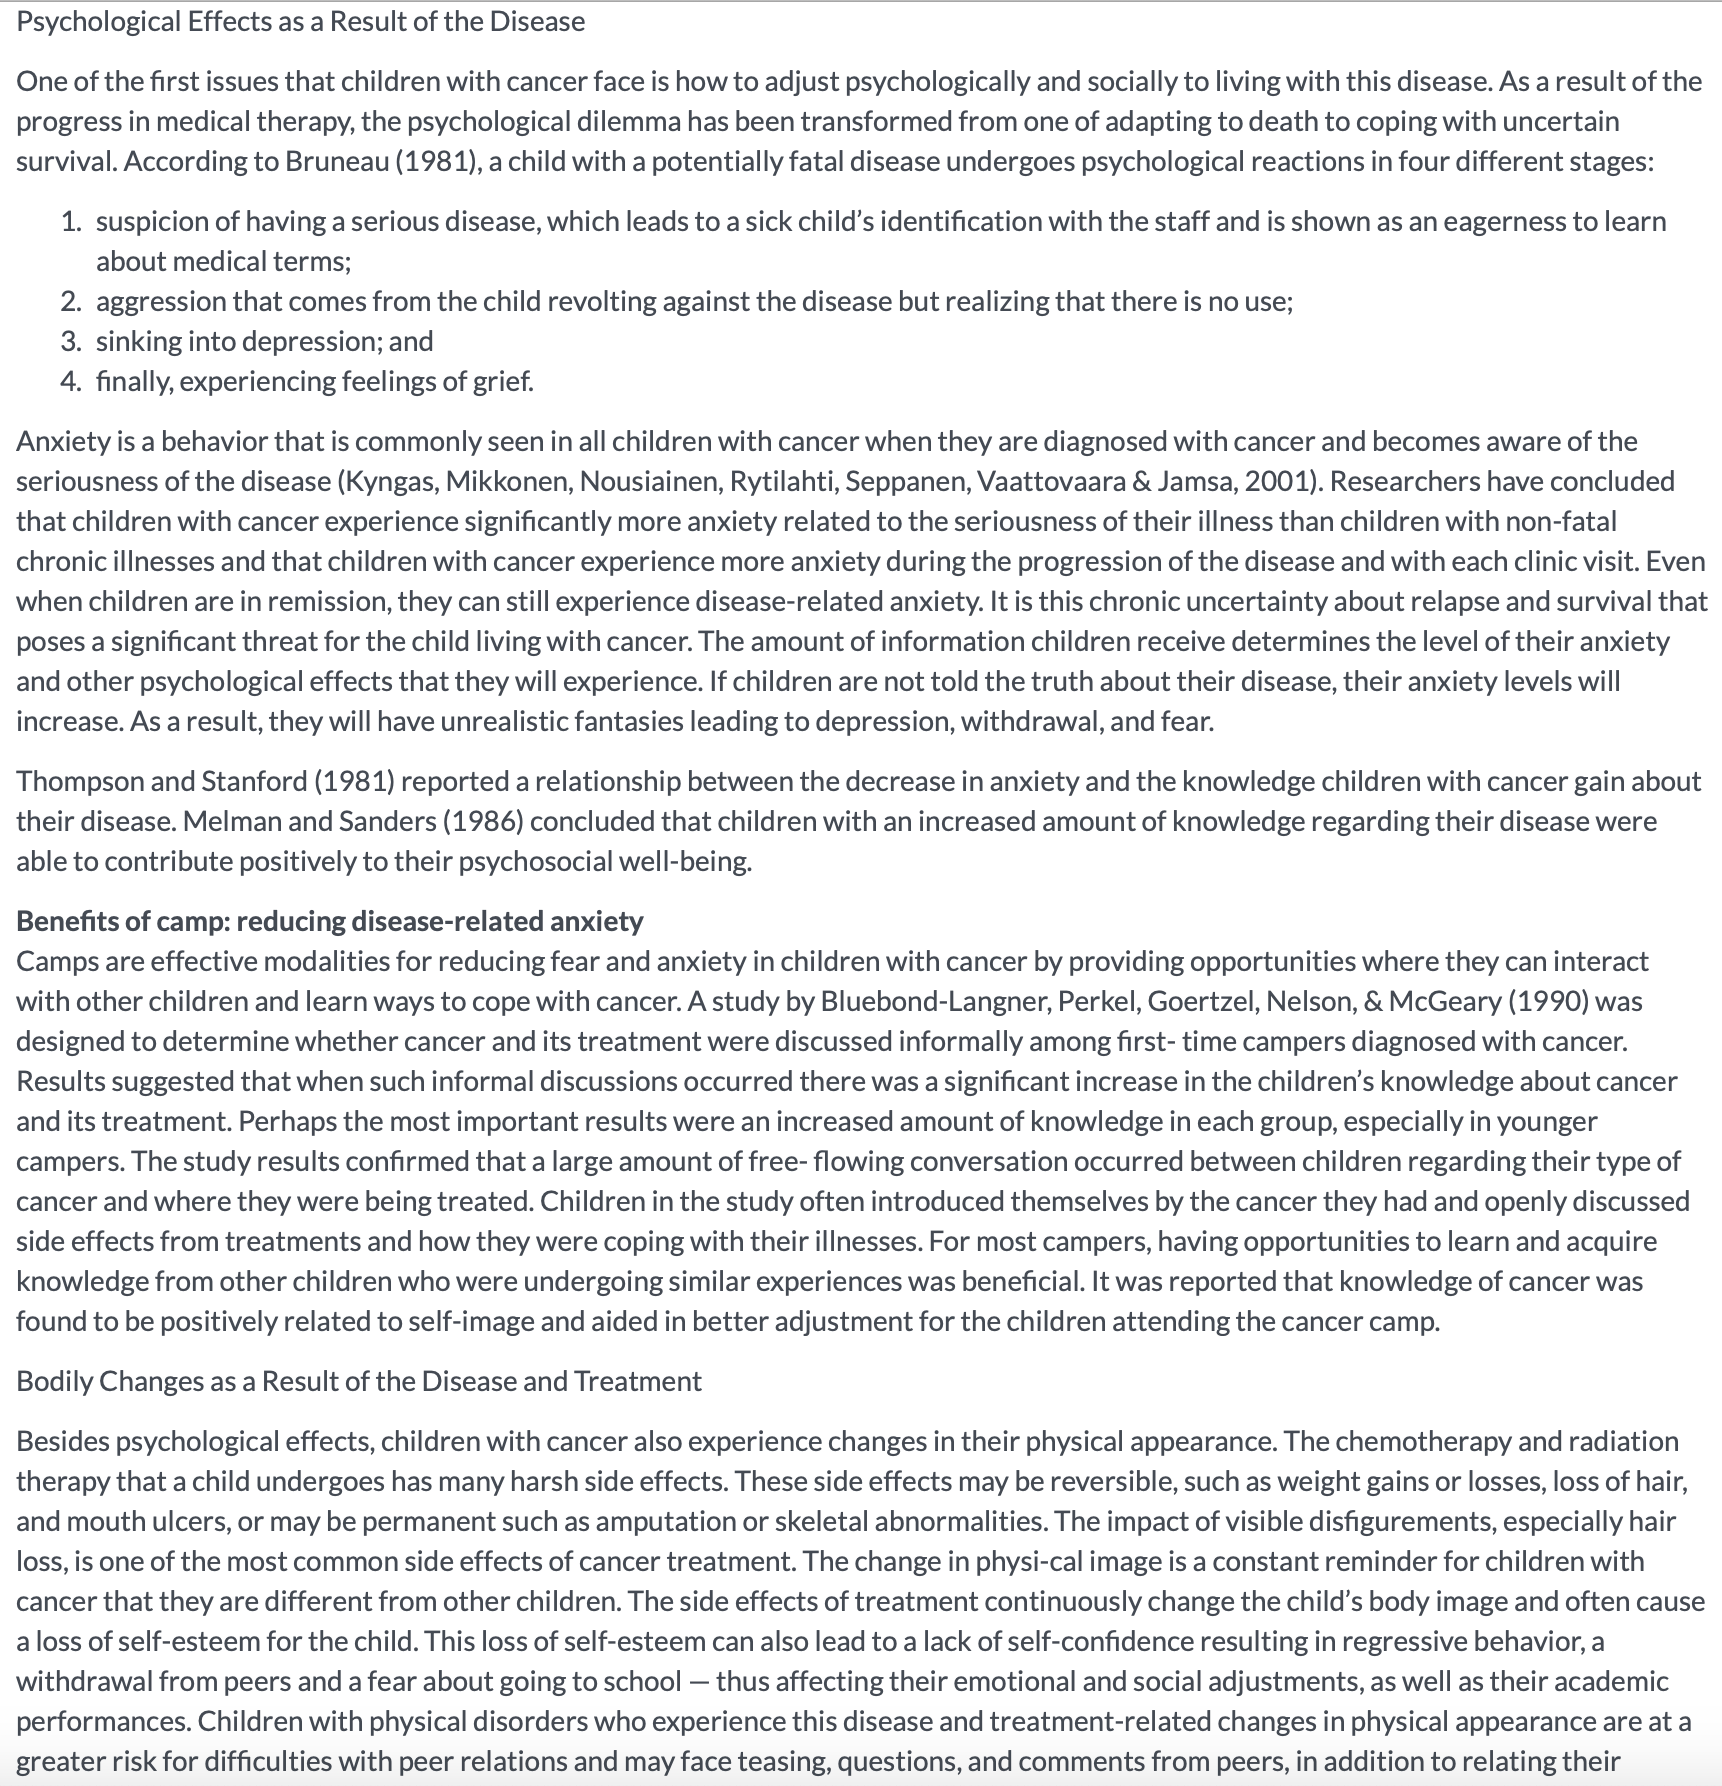 Psychological Effects as a Result of the Disease
One of the first issues that children with cancer face is how to adjust psychologically and socially to living with this disease. As a result of the
progress in medical therapy, the psychological dilemma has been transformed from one of adapting to death to coping with uncertain
survival. According to Bruneau (1981), a child with a potentially fatal disease undergoes psychological reactions in four different stages:
1. suspicion of having a serious disease, which leads to a sick child’s identification with the staff and is shown as an eagerness to learn
about medical terms;
2. aggression that comes from the child revolting against the disease but realizing that there is no use;
3. sinking into depression; and
4. finally, experiencing feelings of grief.
Anxiety is a behavior that is commonly seen in all children with cancer when they are diagnosed with cancer and becomes aware of the
seriousness of the disease (Kyngas, Mikkonen, Nousiainen, Rytilahti, Seppanen, Vaattovaara & Jamsa, 2001). Researchers have concluded
that children with cancer experience significantly more anxiety related to the seriousness of their illness than children with non-fatal
chronic illnesses and that children with cancer experience more anxiety during the progression of the disease and with each clinic visit. Even
when children are in remission, they can still experience disease-related anxiety. It is this chronic uncertainty about relapse and survival that
poses a significant threat for the child living with cancer. The amount of information children receive determines the level of their anxiety
and other psychological effects that they will experience. If children are not told the truth about their disease, their anxiety levels will
increase. As a result, they will have unrealistic fantasies leading to depression, withdrawal, and fear.
Thompson and Stanford (1981) reported a relationship between the decrease in anxiety and the knowledge children with cancer gain about
their disease. Melman and Sanders (1986) concluded that children with an increased amount of knowledge regarding their disease were
able to contribute positively to their psychosocial well-being.
Benefits of camp: reducing disease-related anxiety
Camps are effective modalities for reducing fear and anxiety in children with cancer by providing opportunities where they can interact
with other children and learn ways to cope with cancer. A study by Bluebond-Langner, Perkel, Goertzel, Nelson, & McGeary (1990) was
designed to determine whether cancer and its treatment were discussed informally among first- time campers diagnosed with cancer.
Results suggested that when such informal discussions occurred there was a significant increase in the children’s knowledge about cancer
and its treatment. Perhaps the most important results were an increased amount of knowledge in each group, especially in younger
campers. The study results confirmed that a large amount of free- flowing conversation occurred between children regarding their type of
cancer and where they were being treated. Children in the study often introduced themselves by the cancer they had and openly discussed
side effects from treatments and how they were coping with their illnesses. For most campers, having opportunities to learn and acquire
knowledge from other children who were undergoing similar experiences was beneficial. It was reported that knowledge of cancer was
found to be positively related to self-image and aided in better adjustment for the children attending the cancer camp.
Bodily Changes as a Result of the Disease and Treatment
Besides psychological effects, children with cancer also experience changes in their physical appearance. The chemotherapy and radiation
therapy that a child undergoes has many harsh side effects. These side effects may be reversible, such as weight gains or losses, loss of hair,
and mouth ulcers, or may be permanent such as amputation or skeletal abnormalities. The impact of visible disfigurements, especially hair
loss, is one of the most common side effects of cancer treatment. The change in physi-cal image is a constant reminder for children with
cancer that they are different from other children. The side effects of treatment continuously change the child’s body image and often cause
a loss of self-esteem for the child. This loss of self-esteem can also lead to a lack of self-confidence resulting in regressive behavior, a
withdrawal from peers and a fear about going to school — thus affecting their emotional and social adjustments, as well as their academic
performances. Children with physical disorders who experience this disease and treatment-related changes in physical appearance are at a
greater risk for difficulties with peer relations and may face teasing, questions, and comments from peers, in addition to relating their